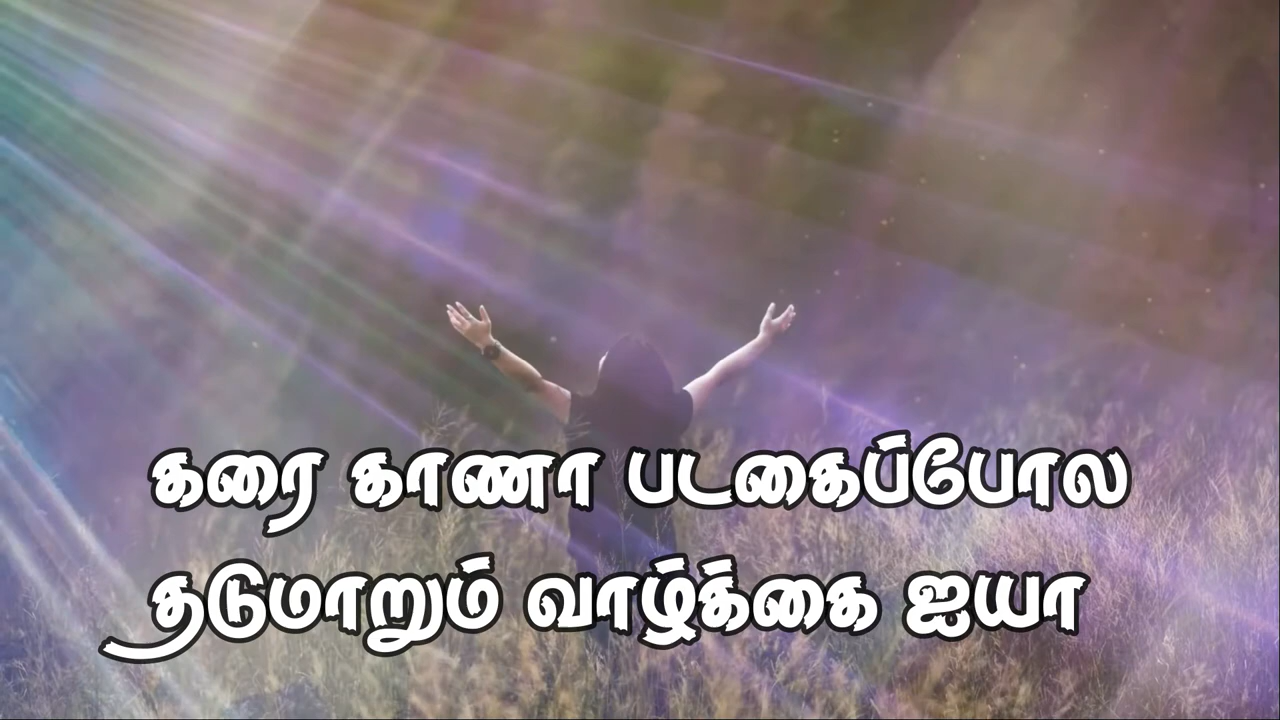 கரை காணா படகைப்போல
தடுமாறும் வாழ்க்கை ஐயா